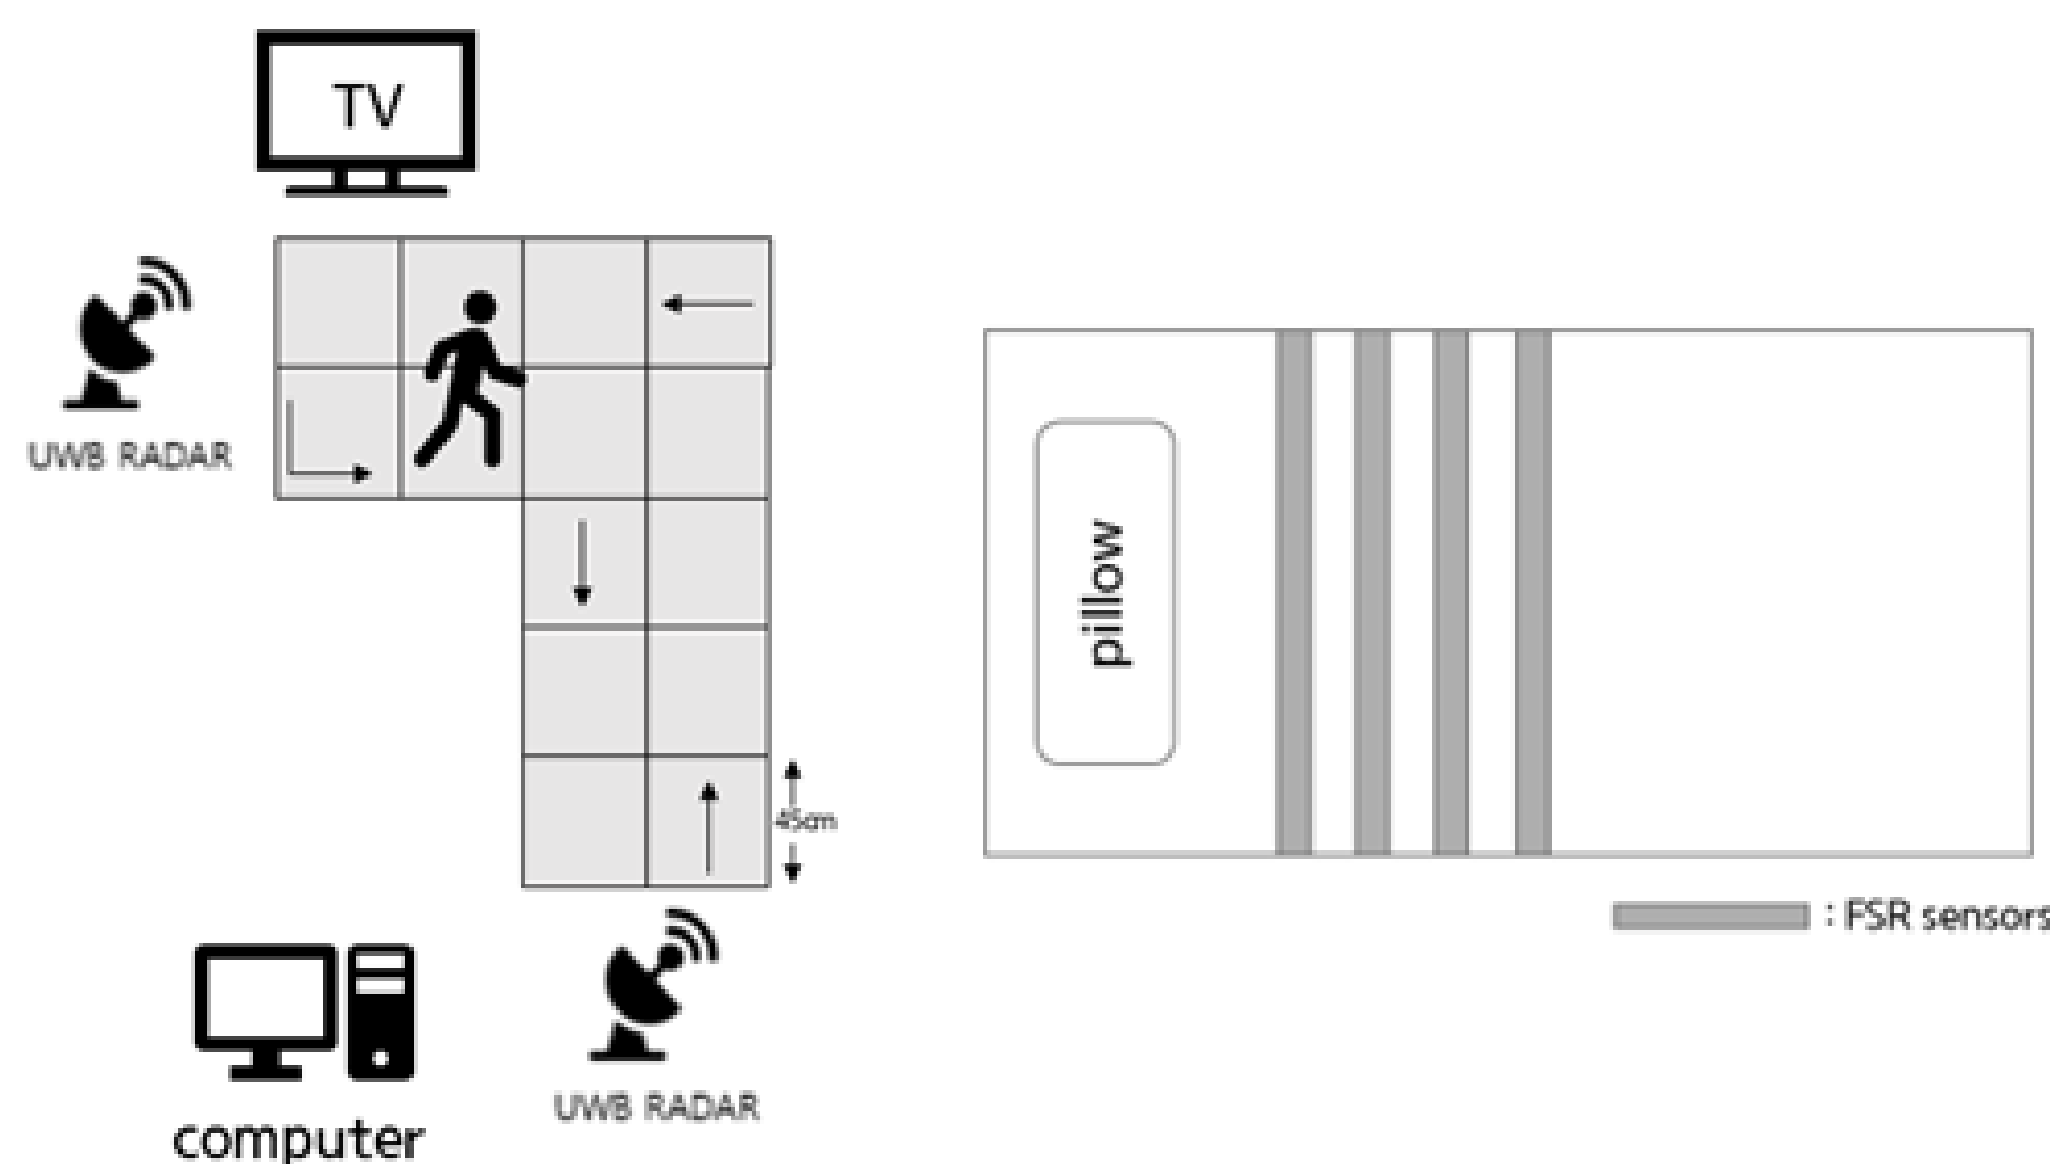 TV
UWB RADAR
45cm
computer
UWB RADAR
pillow
: FSR sensors